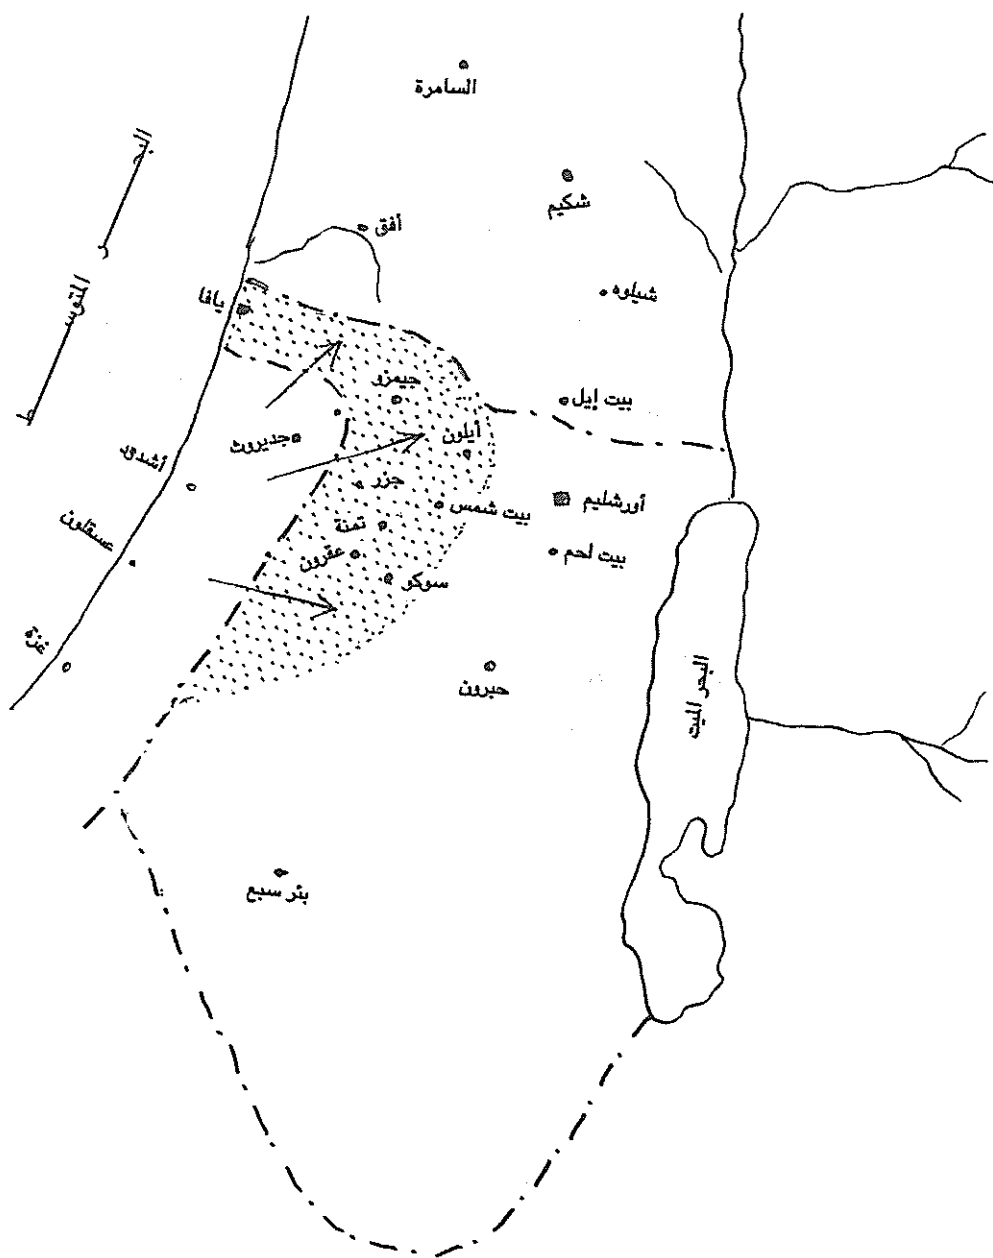 السامرة
شكيم
أفق
شيلوه
يافا
البحر المتوسط
جيمزو
بيت إيل
أيلون
جديروث
أشدود
جزر
بيت شمس
أورشليم
تمنة
عسقلون
عقرون
بيت لحم
سوكو
غزة
حبرون
البحر الميت
بئر سبع